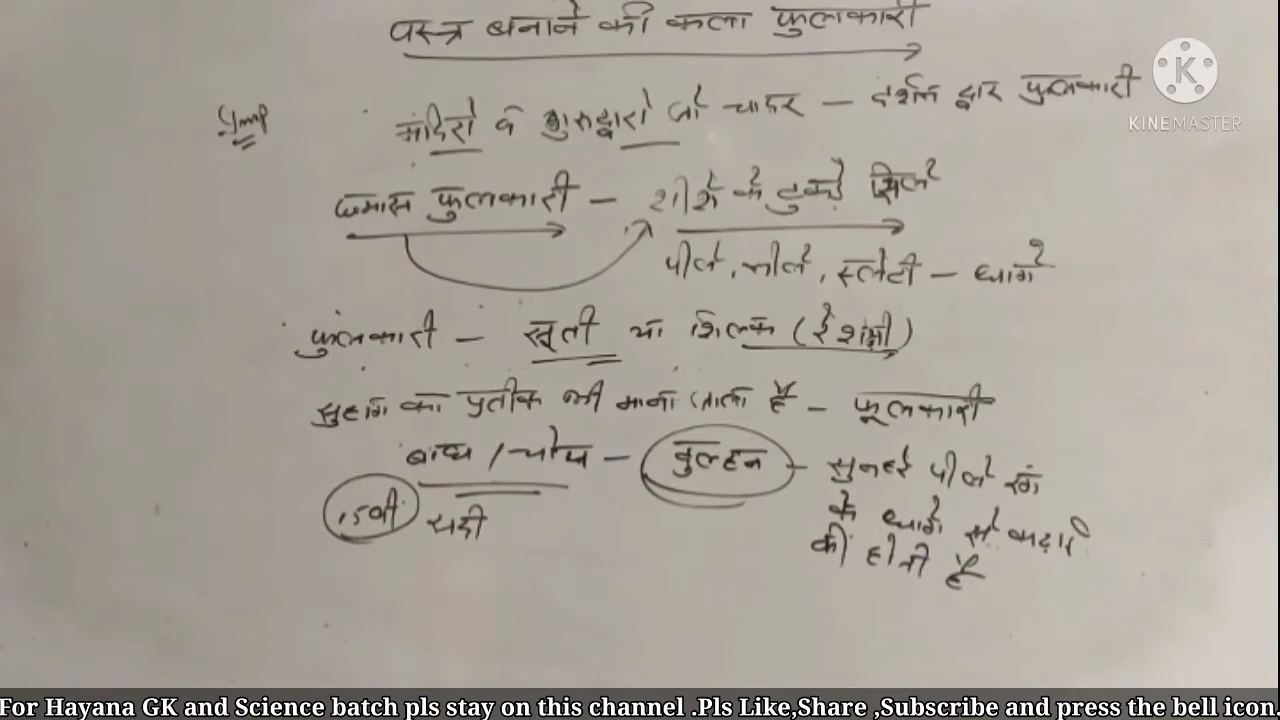 वस्त्र बनाने की कला फुलकारी
KINEMASTER
Imp मंदिरो व गुरुद्वारो की चादर – दर्शन द्वार फुलकारी
छमास फुलकारी – शीशे के टुकडे सिले
पीले, नीले, स्लेटी – धागे
फुलकारी – सूती या शिल्क (रेशमी)
सुहाग का प्रतीक भी माना जाता है – फूलकारी
बाघ / चोप – दुल्हन – सुनहरे पीले रंग
15वी सदी के धागे से कढ़ाई
की होती है
For Hayana GK and Science batch pls stay on this channel .Pls Like,Share ,Subscribe and press the bell icon.